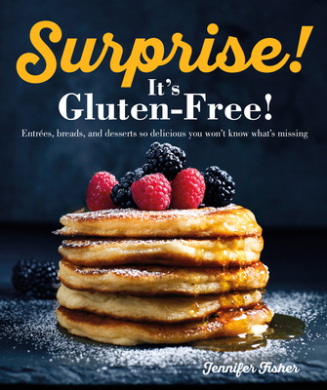 Surprise!
It's
Gluten-Free!
Entrées, breads, and desserts so delicious you won't know what's missing
Jennifer Fisher